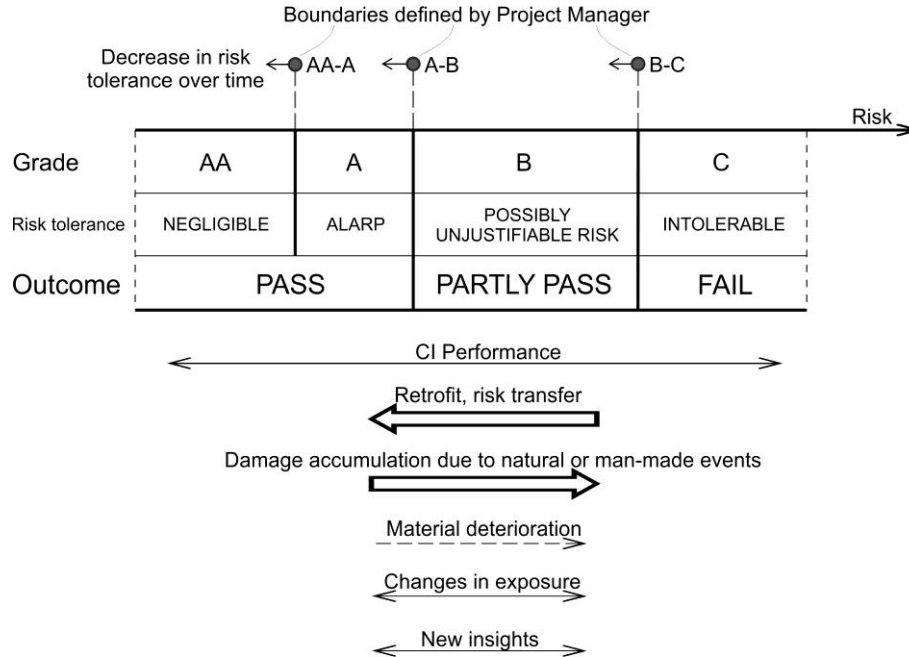 Boundaries defined by Project Manager
Decrease in risk
tolerance over time
AA-A
A-B
B-C
Risk
Grade
AA
A
B
C
Risk tolerance
NEGLIGIBLE
ALARP
POSSIBLY
UNJUSTIFIABLE RISK
INTOLERABLE
Outcome
PASS
PARTLY PASS
FAIL
CI Performance
Retrofit, risk transfer
Damage accumulation due to natural or man-made events
Material deterioration
Changes in exposure
New insights